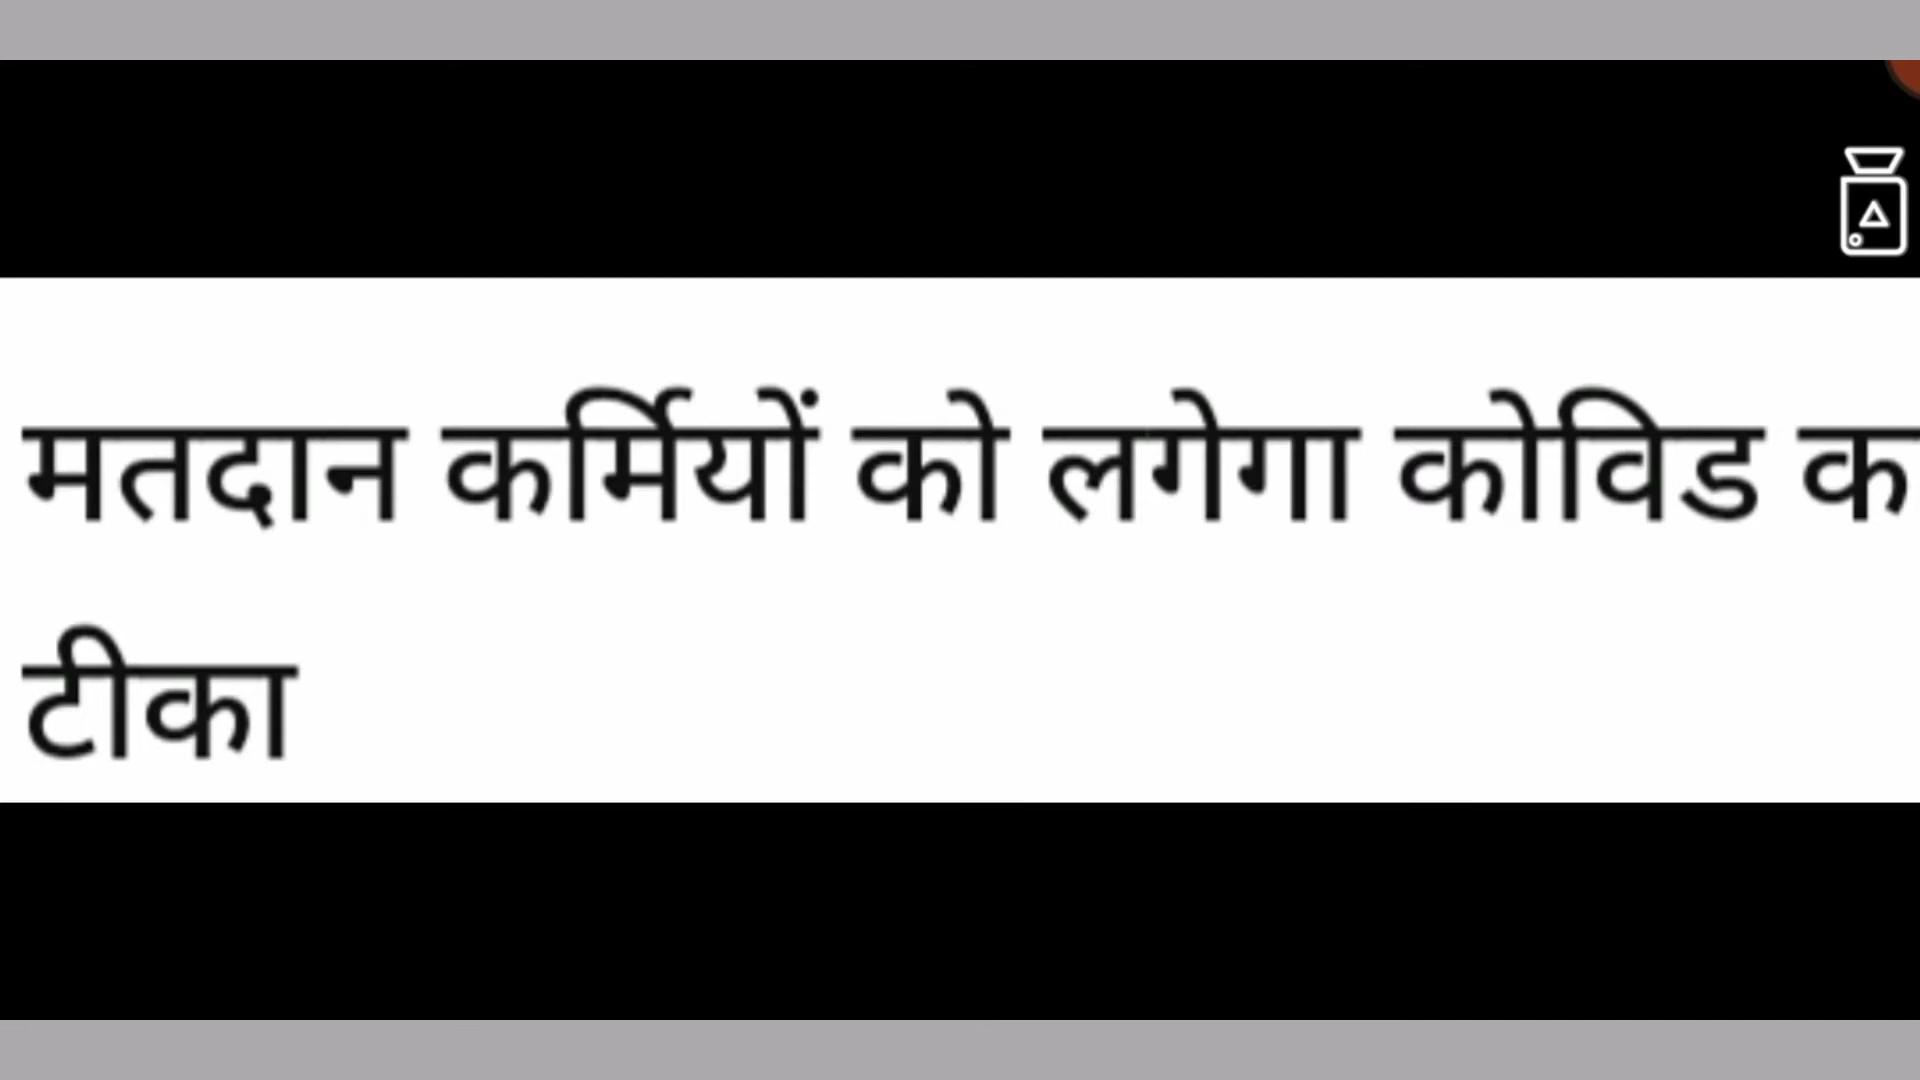 मतदान कर्मियों को लगेगा कोविड क
टीका